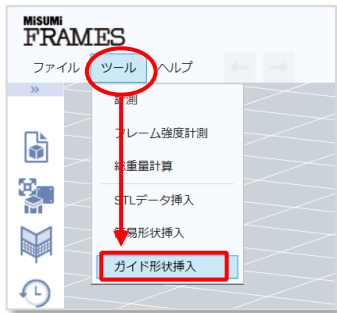 MiSUMi
FRAMES
ファイル ツール ヘルプ
計測
フレーム強度計測
総重量計算
STLデータ挿入
簡易形状挿入
ガイド形状挿入